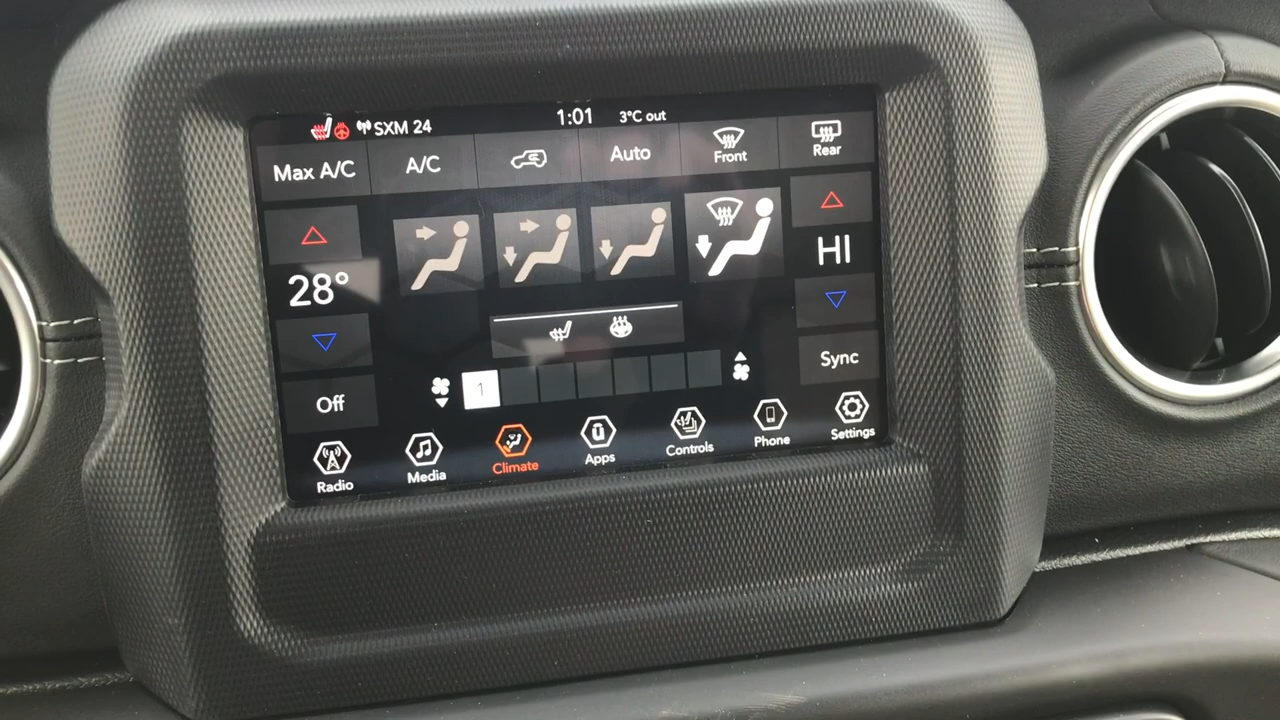 SXM 24 1:01 3°C out
Max A/C A/C Auto Front Rear
28° HI
Sync
Off 1
Radio Media Climate Apps Controls Phone Settings